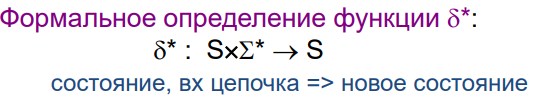 Формальное определение функции δ*:
δ* : S×Σ* → S
состояние, вх цепочка => новое состояние